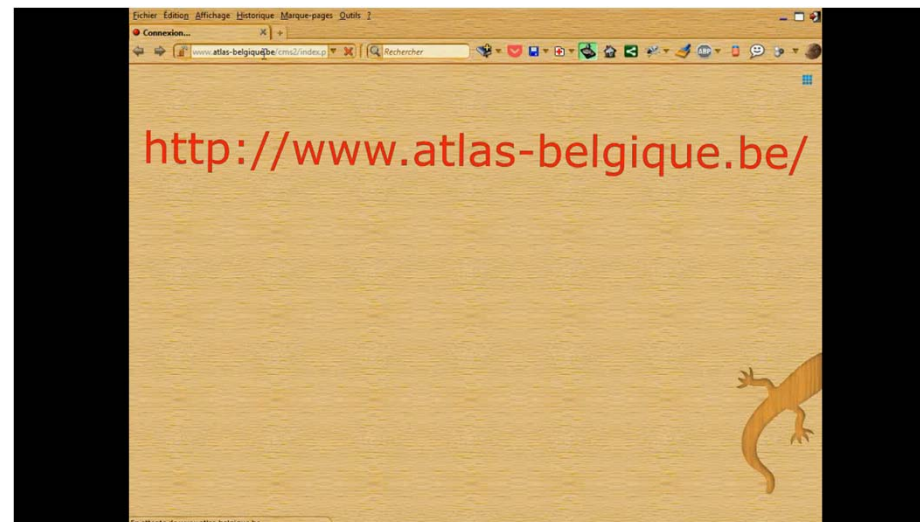 Fichier Édition Affichage Historique Marque-pages Outils ?
Connexion...
www.atlas-belgique.be/cms2/index.p
Rechercher
ABP
http://www.atlas-belgique.be/